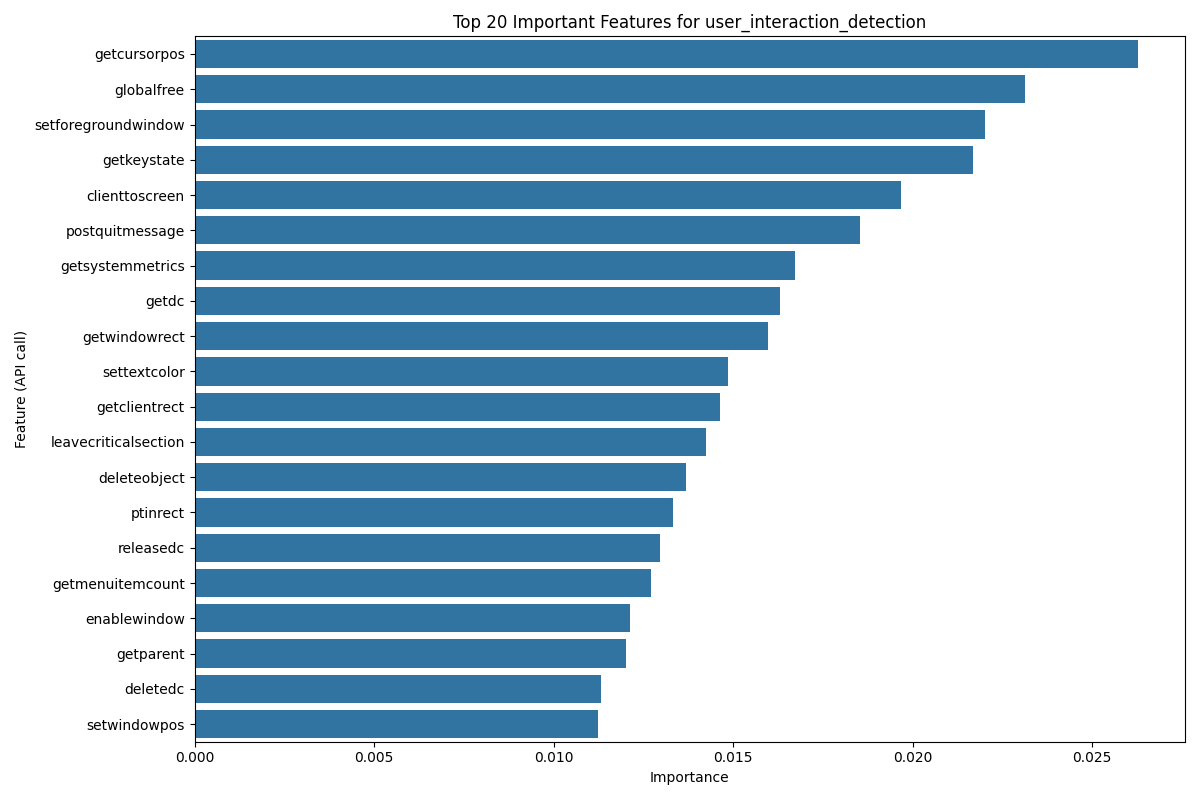 Top 20 Important Features for user_interaction_detection
Feature (API call)
getcursorpos
globalfree
setforegroundwindow
getkeystate
clienttoscreen
postquitmessage
getsystemmetrics
getdc
getwindowrect
settextcolor
getclientrect
leavecriticalsection
deleteobject
ptinrect
releasedc
getmenuitemcount
enablewindow
getparent
deletedc
setwindowpos
0.000 0.005 0.010 0.015 0.020 0.025
Importance